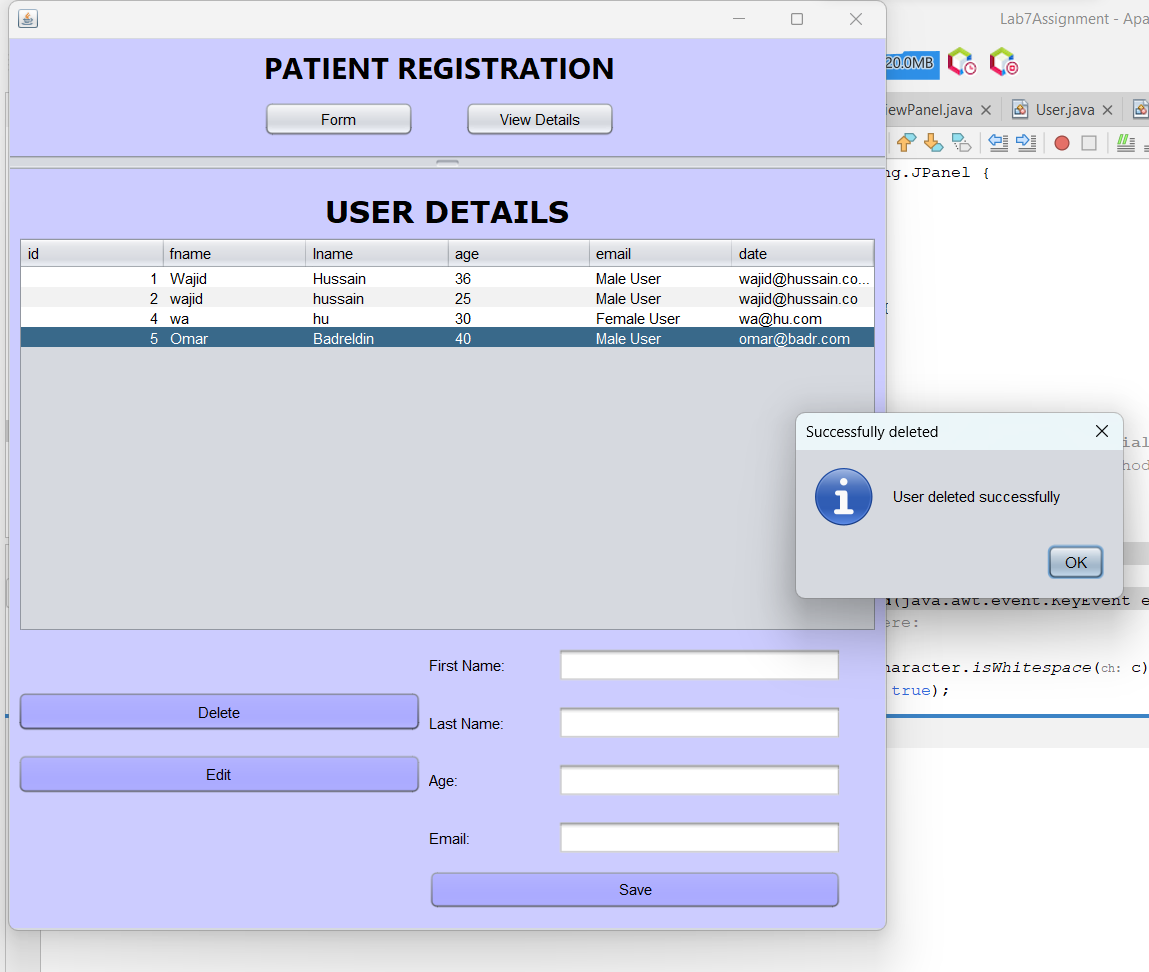 Lab7Assignment - Apa
PATIENT REGISTRATION
20.0MB
Form
View Details
iewPanel.java
User.java
ng.JPanel {
USER DETAILS
id fname lname age email date
1 Wajid Hussain 36 Male User wajid@hussain.co...
2 wajid hussain 25 Male User wajid@hussain.co
4 wa hu 30 Female User wa@hu.com
5 Omar Badreldin 40 Male User omar@badr.com
Successfully deleted
User deleted successfully
OK
ial
hod
(java.awt.event.KeyEvent e
ere:
First Name:
haracter.isWhitespace(ch: c)
true);
Delete
Last Name:
Edit
Age:
Email:
Save